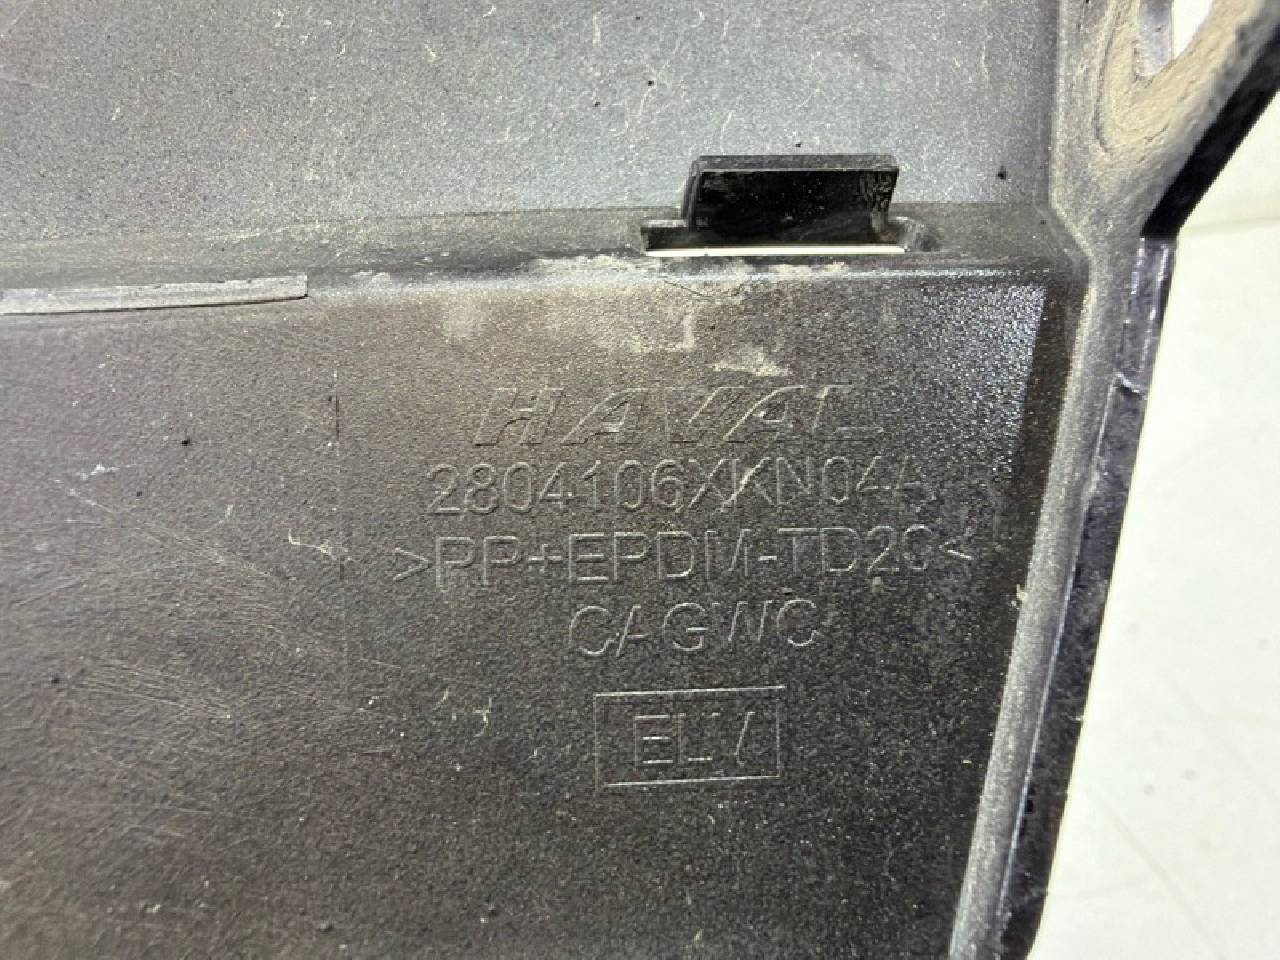 HAVAL
2804106XKN04A
>PP+EPDM-TD20<
CAGWC
ELV